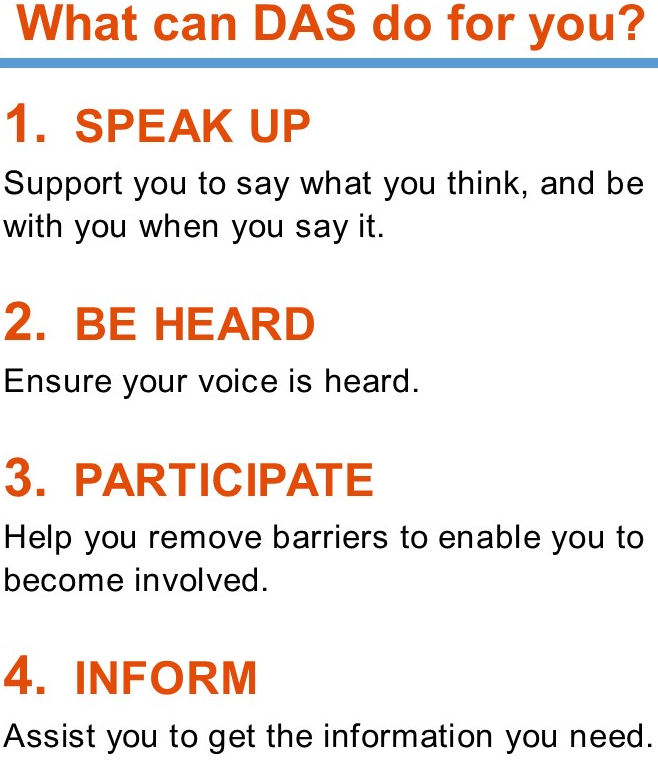 What can DAS do for you?
1. SPEAK UP
Support you to say what you think, and be
with you when you say it.
2. BE HEARD
Ensure your voice is heard.
3. PARTICIPATE
Help you remove barriers to enable you to
become involved.
4. INFORM
Assist you to get the information you need.